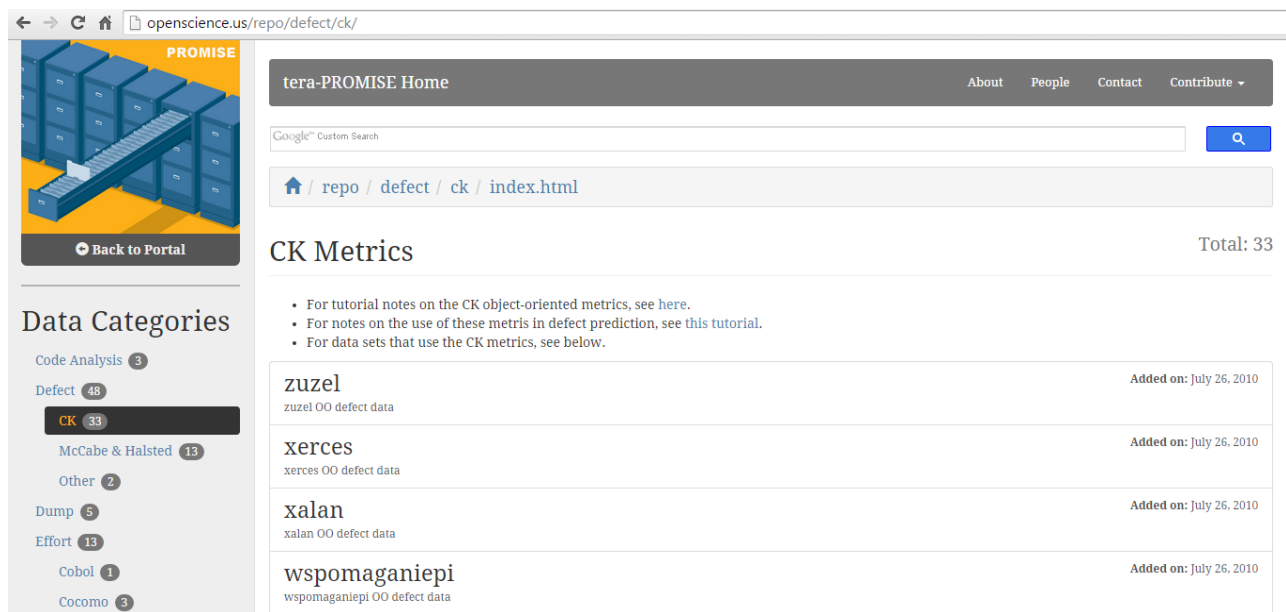 openscience.us/repo/defect/ck/
PROMISE
Back to Portal
Data Categories
Code Analysis 3
Defect 48
CK 33
McCabe & Halsted 13
Other 2
Dump 5
Effort 13
Cobol 1
Cocomo 3
tera-PROMISE Home About People Contact Contribute
Google™ Custom Search
/ repo / defect / ck / index.html
CK Metrics Total: 33
• For tutorial notes on the CK object-oriented metrics, see here.
• For notes on the use of these metris in defect prediction, see this tutorial.
• For data sets that use the CK metrics, see below.
zuzel Added on: July 26, 2010
zuzel OO defect data
xerces Added on: July 26, 2010
xerces OO defect data
xalan Added on: July 26, 2010
xalan OO defect data
wspomaganiepi Added on: July 26, 2010
wspomaganiepi OO defect data